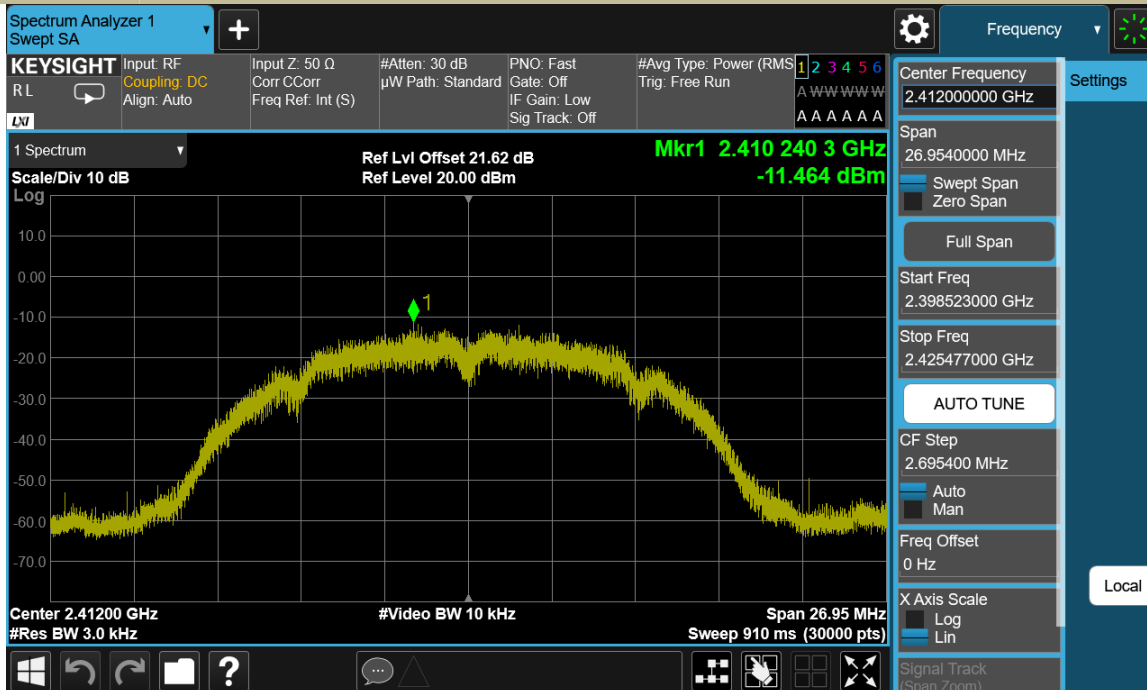 Spectrum Analyzer 1
Swept SA
Frequency
KEYSIGHT
R L
LXI
Input: RF
Coupling: DC
Align: Auto
Input Z: 50 Ω
Corr CCorr
Freq Ref: Int (S)
#Atten: 30 dB
µW Path: Standard
PNO: Fast
Gate: Off
IF Gain: Low
Sig Track: Off
#Avg Type: Power (RMS
Trig: Free Run
1 2 3 4 5 6
A W W W W W
A A A A A A
1 Spectrum
Scale/Div 10 dB
Log
Ref Lvl Offset 21.62 dB
Ref Level 20.00 dBm
Mkr1 2.410 240 3 GHz
-11.464 dBm
10.0
0.00
-10.0
-20.0
-30.0
-40.0
-50.0
-60.0
-70.0
1
Center 2.41200 GHz
#Res BW 3.0 kHz
#Video BW 10 kHz
Span 26.95 MHz
Sweep 910 ms (30000 pts)
?
Center Frequency
2.412000000 GHz
Span
26.9540000 MHz
Swept Span
Zero Span
Full Span
Start Freq
2.398523000 GHz
Stop Freq
2.425477000 GHz
AUTO TUNE
CF Step
2.695400 MHz
Auto
Man
Freq Offset
0 Hz
X Axis Scale
Log
Lin
Signal Track
(Span Zoom)
Settings
Local